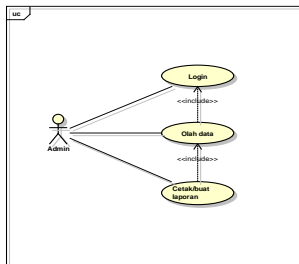 uc
Login
<<include>>
Olah data
Admin
<<include>>
Cetak/buat
laporan